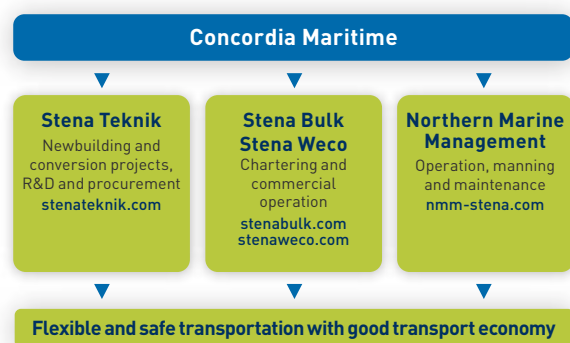 Concordia Maritime
Stena Teknik
Newbuilding and
conversion projects,
R&D and procurement
stenateknik.com
Stena Bulk
Stena Weco
Chartering and
commercial
operation
stenabulk.com
stenaweco.com
Northern Marine
Management
Operation, manning
and maintenance
nmm-stena.com
Flexible and safe transportation with good transport economy